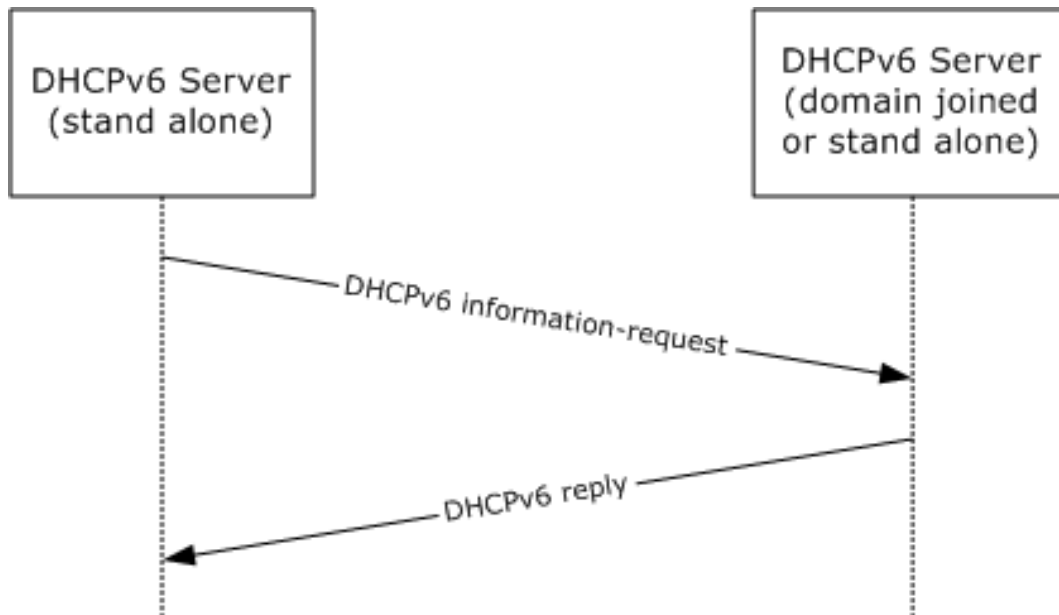 DHCPv6 Server
(stand alone)
DHCPv6 Server
(domain joined
or stand alone)
DHCPv6 information-request
DHCPv6 reply